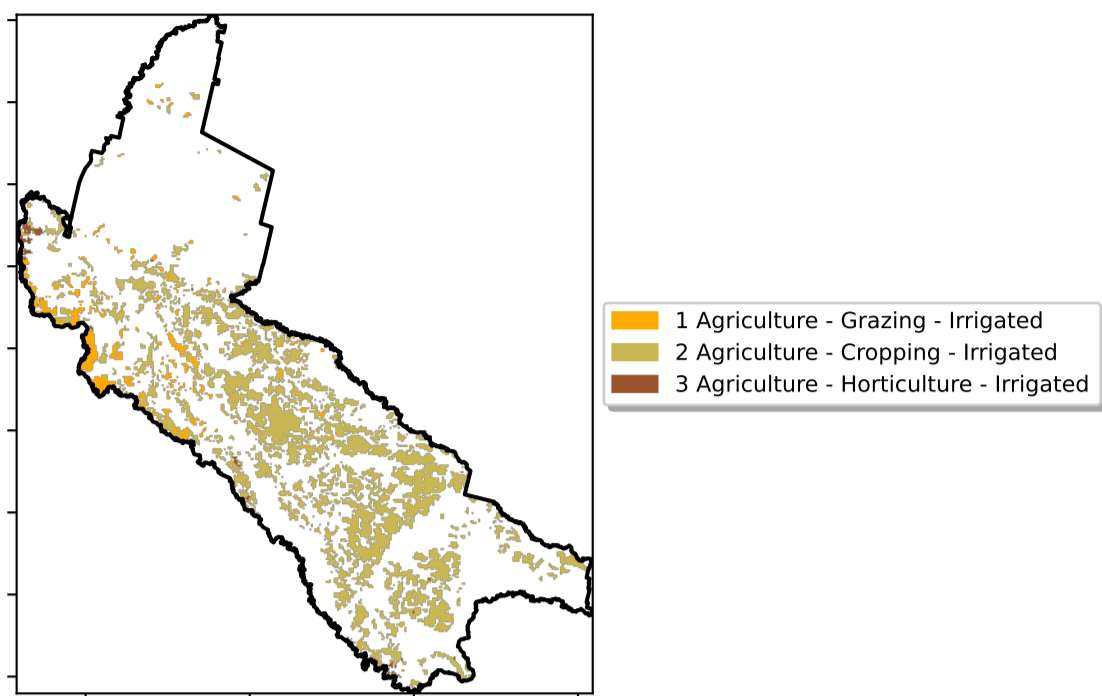 1 Agriculture - Grazing - Irrigated
2 Agriculture - Cropping - Irrigated
3 Agriculture - Horticulture - Irrigated